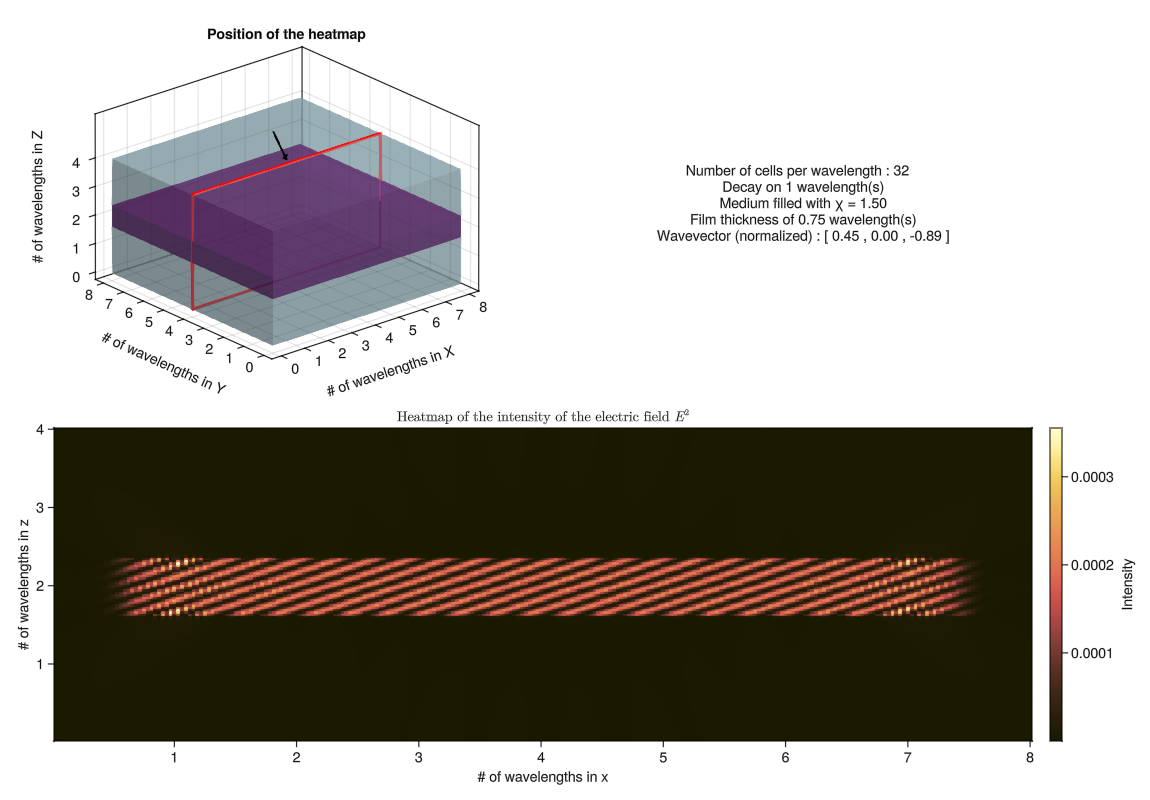 Position of the heatmap
# of wavelengths in Z
4
3
2
1
0
8
7
6
5
4
3
2
1
0
# of wavelengths in Y
0
1
2
3
4
5
6
7
8
# of wavelengths in X
Number of cells per wavelength : 32
Decay on 1 wavelength(s)
Medium filled with χ = 1.50
Film thickness of 0.75 wavelength(s)
Wavevector (normalized) : [ 0.45 , 0.00 , -0.89 ]
Heatmap of the intensity of the electric field E²
# of wavelengths in z
4
3
2
1
1
2
3
4
5
6
7
8
# of wavelengths in x
0.0003
0.0002
0.0001
Intensity